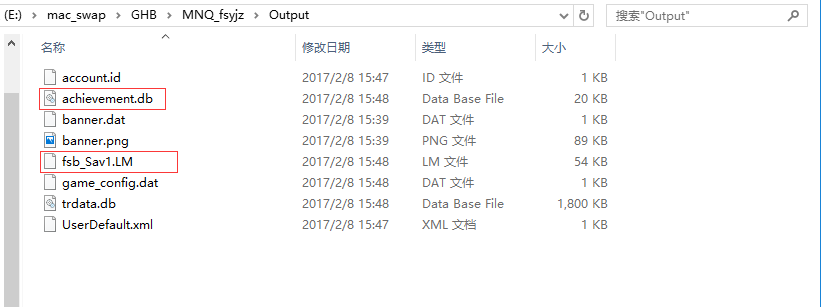 (E:) > mac_swap > GHB > MNQ_fsyjz > Output 搜索"Output"
名称 修改日期 类型 大小
account.id 2017/2/8 15:47 ID 文件 1 KB
achievement.db 2017/2/8 15:48 Data Base File 20 KB
banner.dat 2017/2/8 15:39 DAT 文件 1 KB
banner.png 2017/2/8 15:39 PNG 文件 89 KB
fsb_Sav1.LM 2017/2/8 15:48 LM 文件 54 KB
game_config.dat 2017/2/8 15:48 DAT 文件 1 KB
trdata.db 2017/2/8 15:48 Data Base File 1,800 KB
UserDefault.xml 2017/2/8 15:47 XML 文档 1 KB